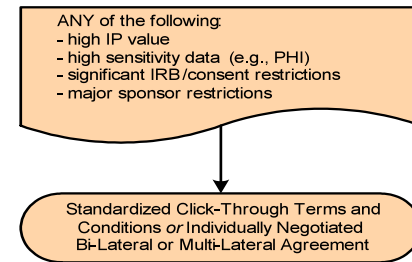 ANY of the following:
- high IP value
- high sensitivity data (e.g., PHI)
- significant IRB/consent restrictions
- major sponsor restrictions
Standardized Click-Through Terms and
Conditions or Individually Negotiated
Bi-Lateral or Multi-Lateral Agreement